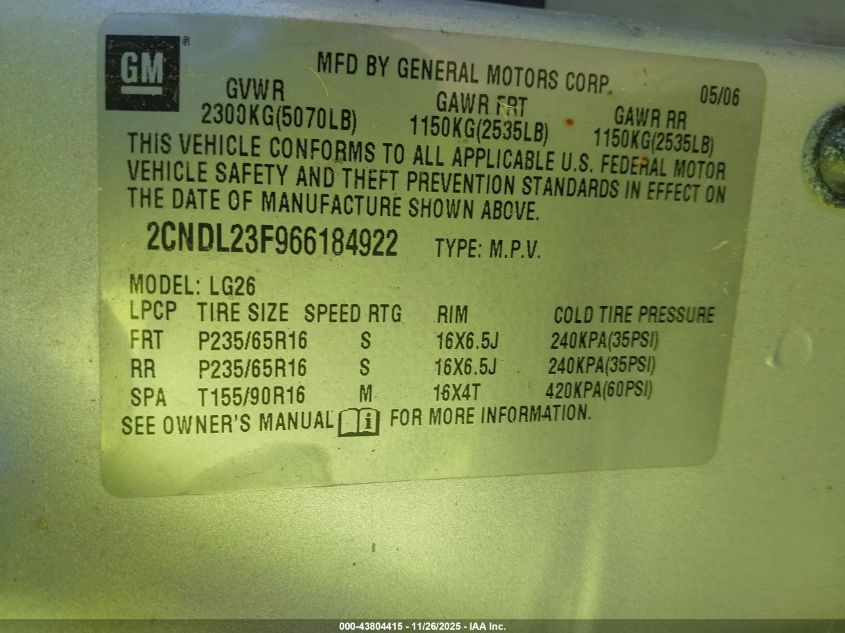 GM
MFD BY GENERAL MOTORS CORP. 05/06
GVWR GAWR FRT GAWR RR
2300KG(5070LB) 1150KG(2535LB) 1150KG(2535LB)
THIS VEHICLE CONFORMS TO ALL APPLICABLE U.S. FEDERAL MOTOR
VEHICLE SAFETY AND THEFT PREVENTION STANDARDS IN EFFECT ON
THE DATE OF MANUFACTURE SHOWN ABOVE.
2CNDL23F966184922 TYPE: M.P.V.
MODEL: LG26
LPCP TIRE SIZE SPEED RTG RIM COLD TIRE PRESSURE
FRT P235/65R16 S 16X6.5J 240KPA(35PSI)
RR P235/65R16 S 16X6.5J 240KPA(35PSI)
SPA T155/90R16 M 16X4T 420KPA(60PSI)
SEE OWNER'S MANUAL i FOR MORE INFORMATION.
000-43804415 - 11/26/2025 - IAA Inc.